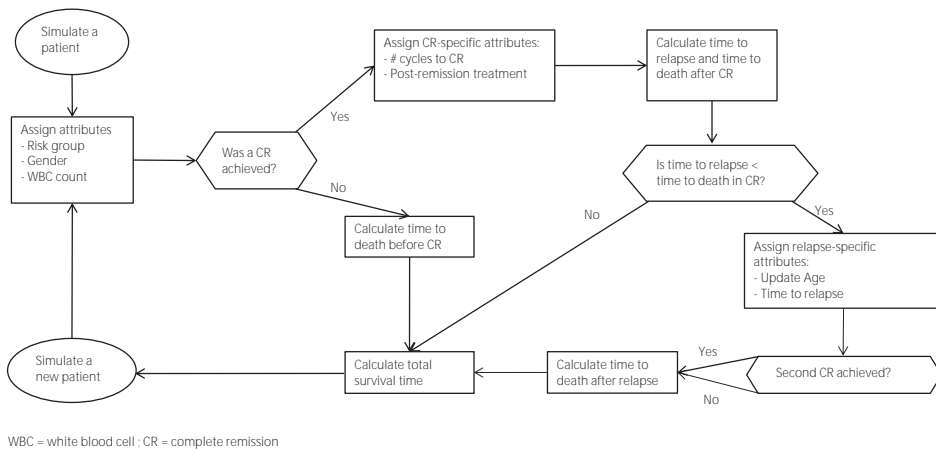 Simulate a
patient
Assign attributes
- Risk group
- Gender
- WBC count
Was a CR
achieved?
Yes
No
Assign CR-specific attributes:
- # cycles to CR
- Post-remission treatment
Calculate time to
relapse and time to
death after CR
Is time to relapse <
time to death in CR?
No
Yes
Calculate time to
death before CR
Assign relapse-specific
attributes:
- Update Age
- Time to relapse
Second CR achieved?
Yes
No
Calculate time to
death after relapse
Calculate total
survival time
Simulate a
new patient
WBC = white blood cell ; CR = complete remission